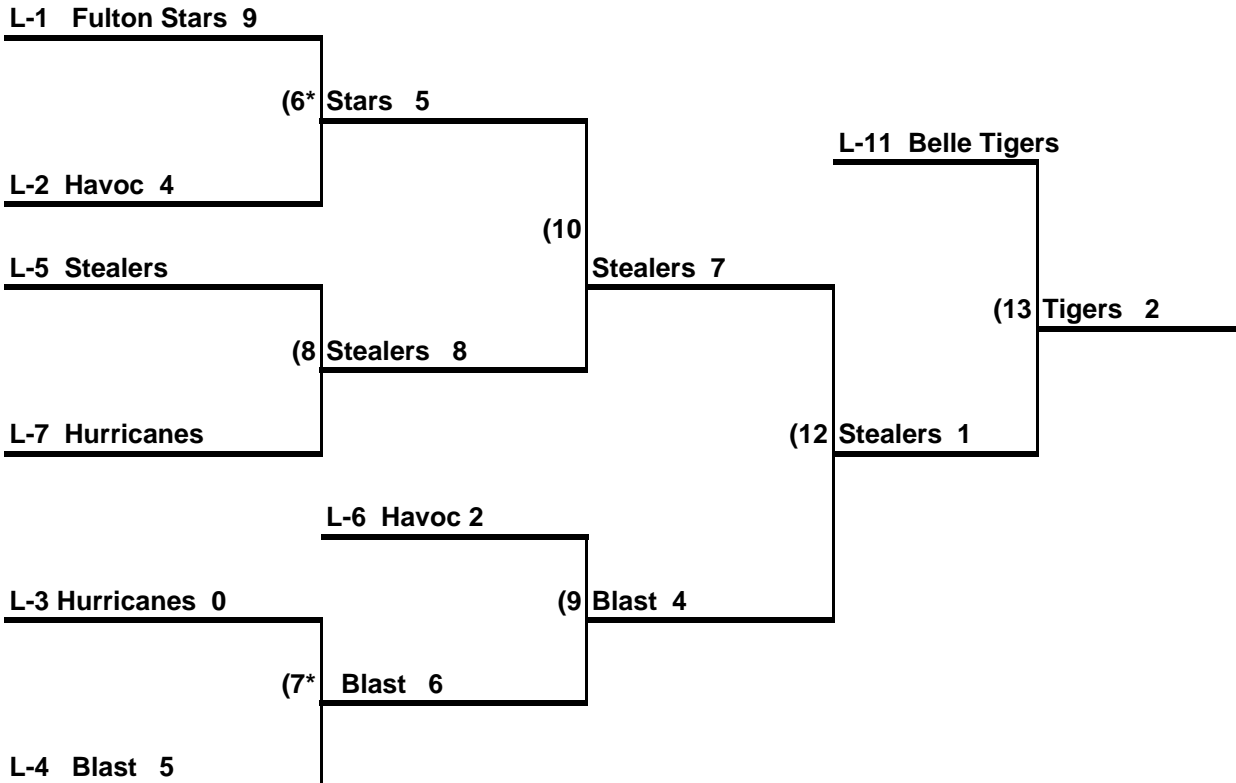 L-1 Fulton Stars 9
(6* Stars 5
L-11 Belle Tigers
L-2 Havoc 4
(10
L-5 Stealers
Stealers 7
(13 Tigers 2
(8 Stealers 8
L-7 Hurricanes
(12 Stealers 1
L-6 Havoc 2
L-3 Hurricanes 0
(9 Blast 4
(7* Blast 6
L-4 Blast 5